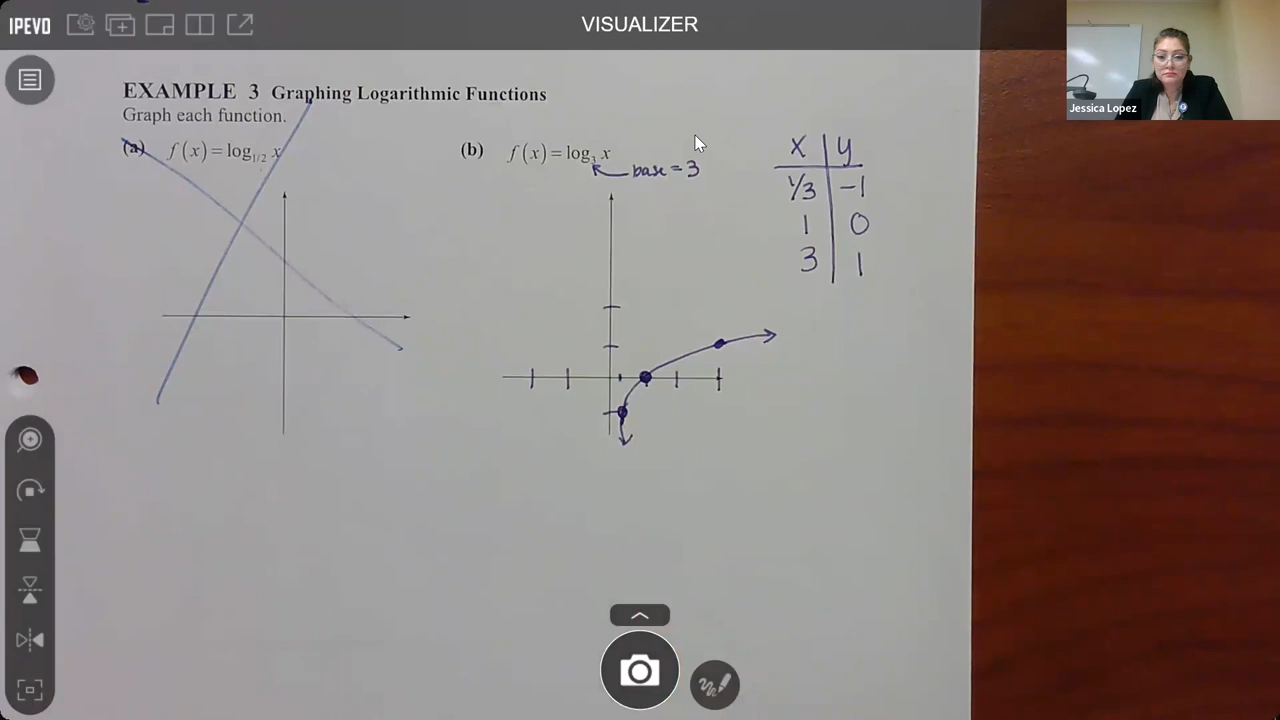 IPEVO
VISUALIZER
Jessica Lopez
EXAMPLE 3 Graphing Logarithmic Functions
Graph each function.
(a) f(x) = log₁/₂ x
(b) f(x) = log₃ x
base = 3
x | y
1/3 | -1
1 | 0
3 | 1